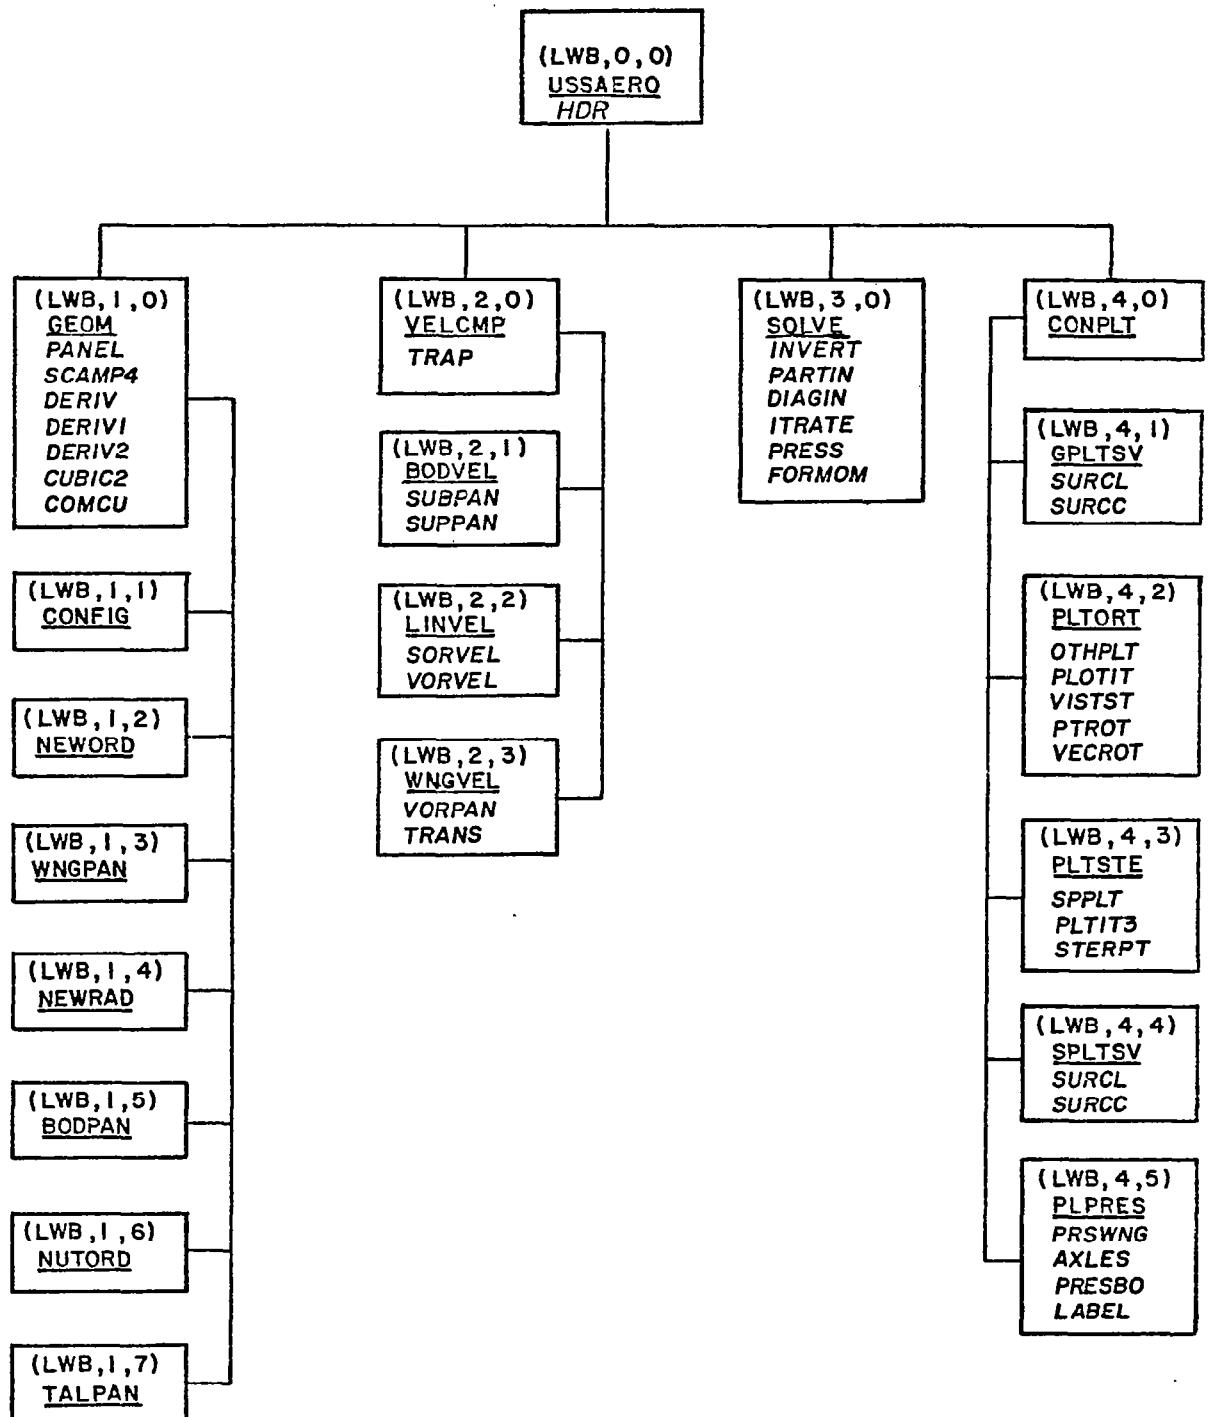 (LWB,0,0)
USSAERO
HDR
(LWB,1,0)
GEOM
PANEL
SCAMP4
DERIV
DERIV1
DERIV2
CUBIC2
COMCU
(LWB,1,1)
CONFIG
(LWB,1,2)
NEWORD
(LWB,1,3)
WNGPAN
(LWB,1,4)
NEWRAD
(LWB,1,5)
BODPAN
(LWB,1,6)
NUTORD
(LWB,1,7)
TALPAN
(LWB,2,0)
VELCMP
TRAP
(LWB,2,1)
BODVEL
SUBPAN
SUPPAN
(LWB,2,2)
LINVEL
SORVEL
VORVEL
(LWB,2,3)
WNGVEL
VORPAN
TRANS
(LWB,3,0)
SOLVE
INVERT
PARTIN
DIAGIN
ITRATE
PRESS
FORMOM
(LWB,4,0)
CONPLT
(LWB,4,1)
GPLTSV
SURCL
SURCC
(LWB,4,2)
PLTORT
OTHPLT
PLOTIT
VISTST
PTROT
VECROT
(LWB,4,3)
PLTSTE
SPPLT
PLTIT3
STERPT
(LWB,4,4)
SPLTSV
SURCL
SURCC
(LWB,4,5)
PLPRES
PRSWNG
AXLES
PRESBO
LABEL